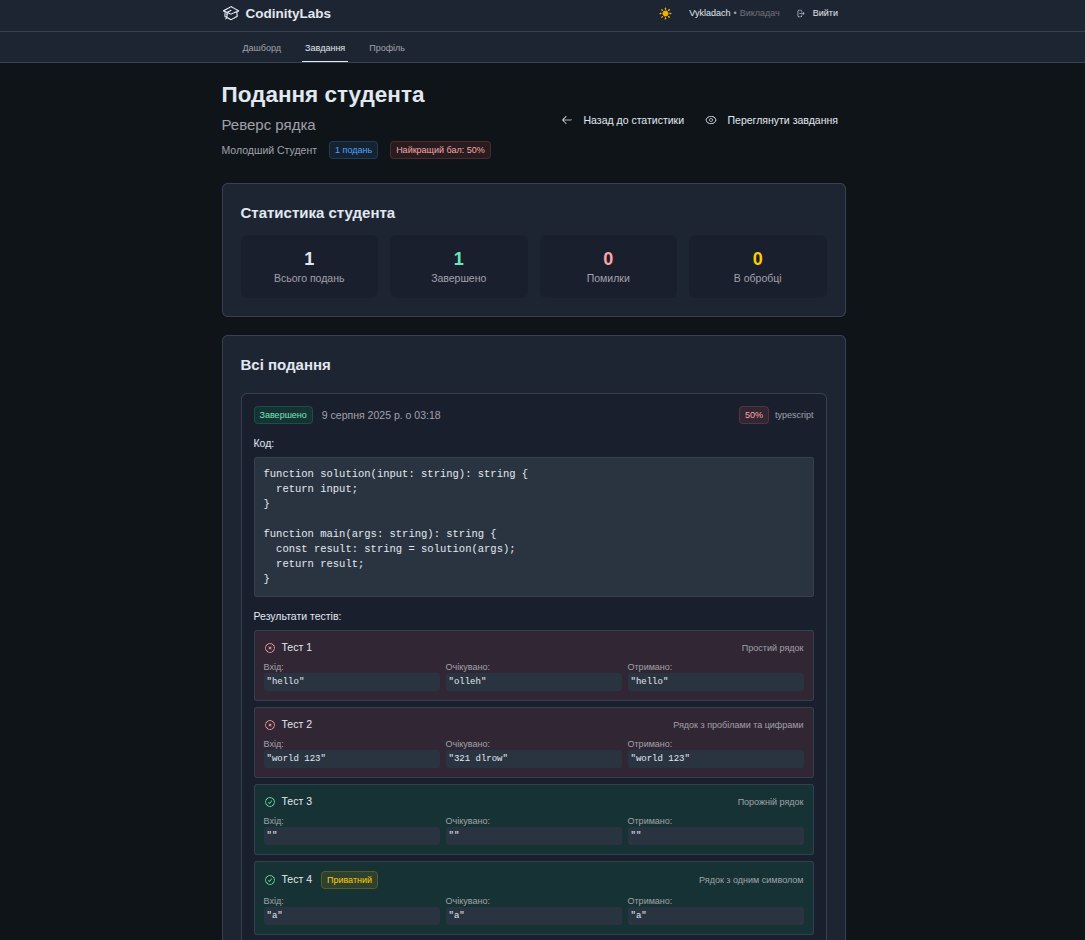 CodinityLabs
Vykladach • Викладач
Вийти
Дашборд Завдання Профіль
Подання студента
Реверс рядка
Назад до статистики Переглянути завдання
Молодший Студент 1 подань Найкращий бал: 50%
Статистика студента
1 1 0 0
Всього подань Завершено Помилки В обробці
Всі подання
Завершено 9 серпня 2025 р. о 03:18 50% typescript
Код:
function solution(input: string): string {
  return input;
}
function main(args: string): string {
  const result: string = solution(args);
  return result;
}
Результати тестів:
Тест 1 Простий рядок
Вхід: Очікувано: Отримано:
"hello" "olleh" "hello"
Тест 2 Рядок з пробілами та цифрами
Вхід: Очікувано: Отримано:
"world 123" "321 dlrow" "world 123"
Тест 3 Порожній рядок
Вхід: Очікувано: Отримано:
"" "" ""
Тест 4 Приватний Рядок з одним символом
Вхід: Очікувано: Отримано:
"a" "a" "a"